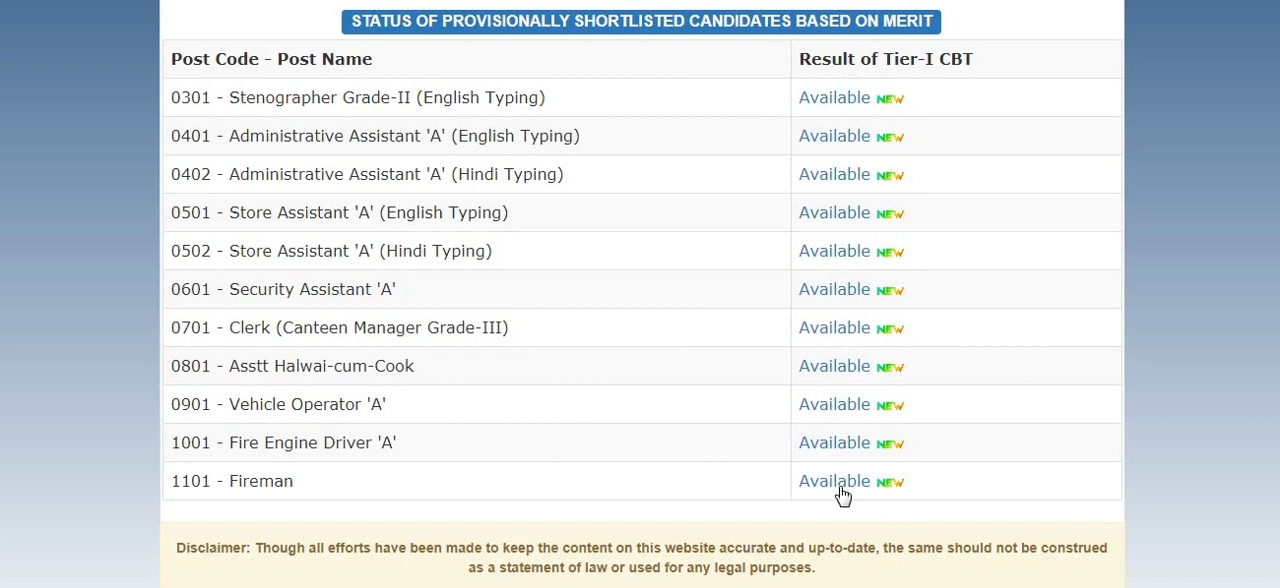 STATUS OF PROVISIONALLY SHORTLISTED CANDIDATES BASED ON MERIT
Post Code - Post Name Result of Tier-I CBT
0301 - Stenographer Grade-II (English Typing) Available NEW
0401 - Administrative Assistant 'A' (English Typing) Available NEW
0402 - Administrative Assistant 'A' (Hindi Typing) Available NEW
0501 - Store Assistant 'A' (English Typing) Available NEW
0502 - Store Assistant 'A' (Hindi Typing) Available NEW
0601 - Security Assistant 'A' Available NEW
0701 - Clerk (Canteen Manager Grade-III) Available NEW
0801 - Asstt Halwai-cum-Cook Available NEW
0901 - Vehicle Operator 'A' Available NEW
1001 - Fire Engine Driver 'A' Available NEW
1101 - Fireman Available NEW
Disclaimer: Though all efforts have been made to keep the content on this website accurate and up-to-date, the same should not be construed
as a statement of law or used for any legal purposes.